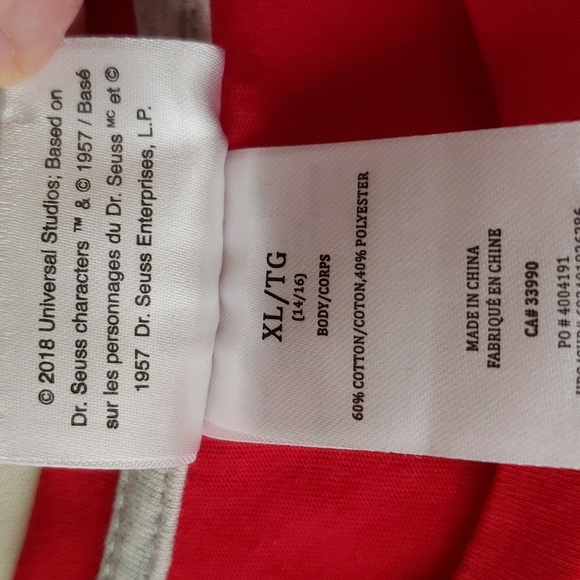 © 2018 Universal Studios; Based on
Dr. Seuss characters ™ & © 1957 / Basé
sur les personnages du Dr. Seuss ᴹᶜ et ©
1957 Dr. Seuss Enterprises, L.P.
XL/TG
(14/16)
BODY/CORPS
60% COTTON/COTON,40% POLYESTER
MADE IN CHINA
FABRIQUÉ EN CHINE
CA# 33990
PO # 4004191